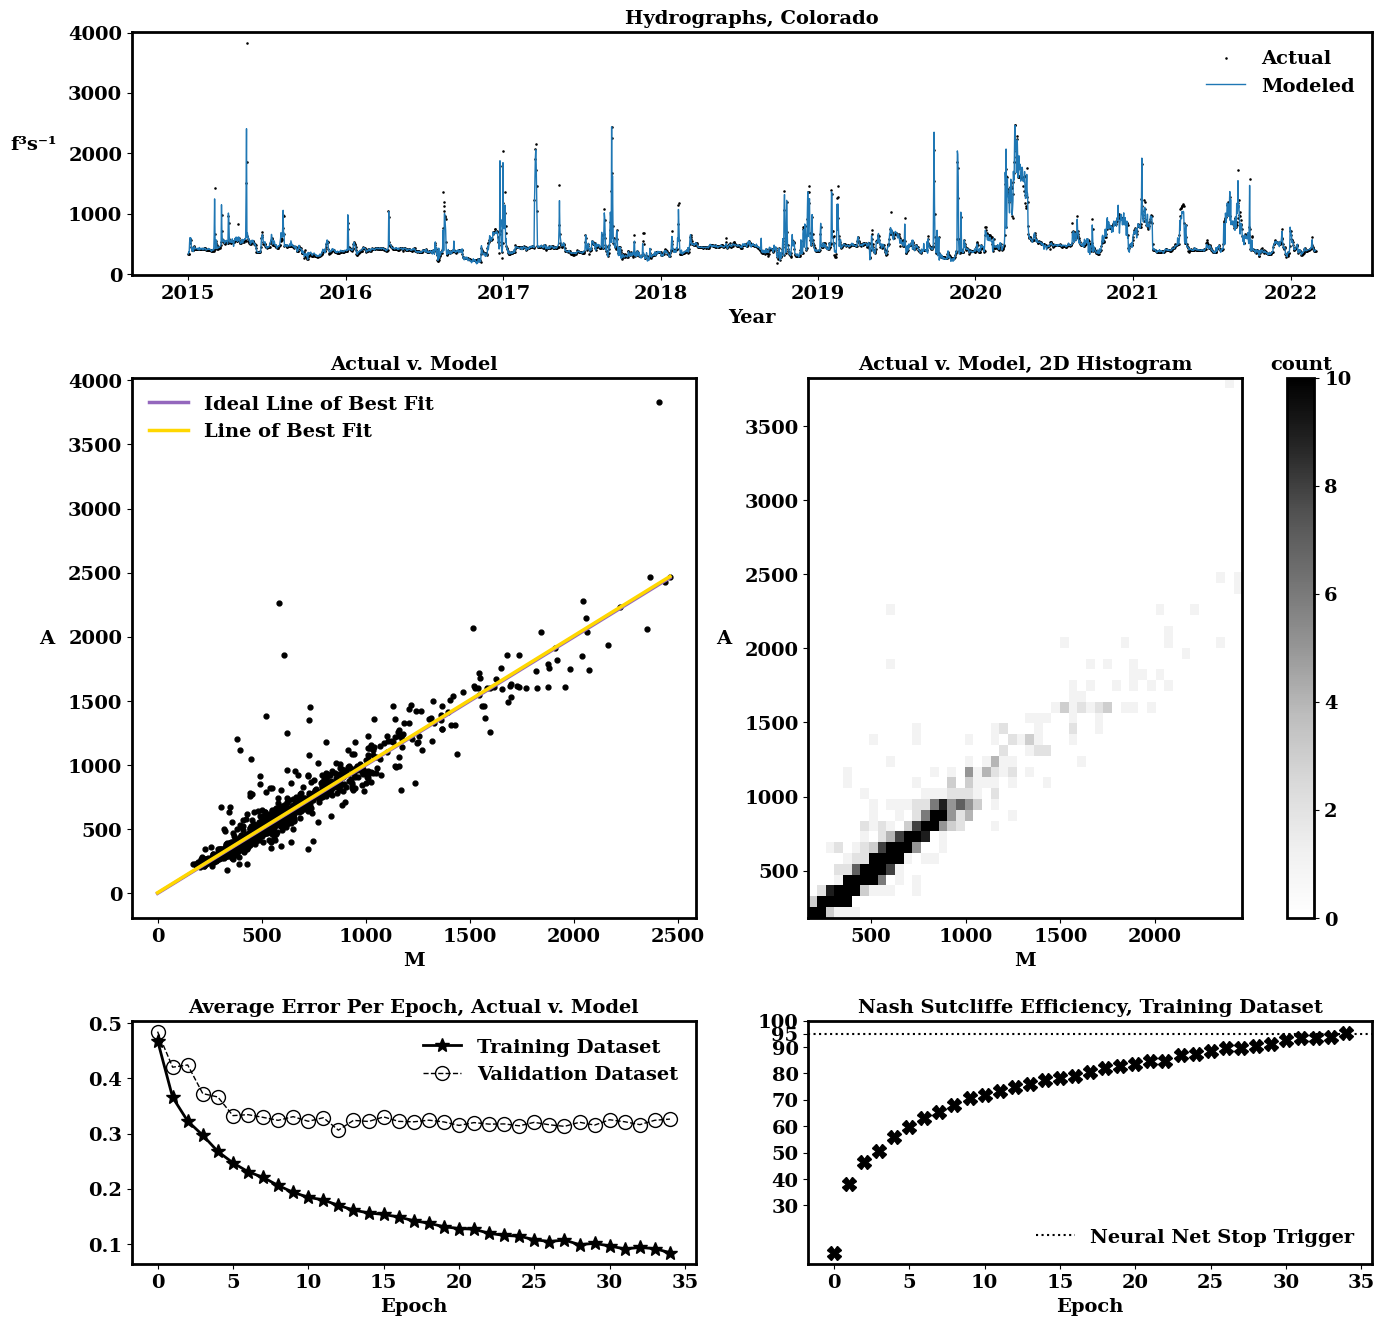 Hydrographs, Colorado
4000
3000
2000
1000
0
f³s⁻¹
Actual
Modeled
2015 2016 2017 2018 2019 2020 2021 2022
Year
Actual v. Model
4000
3500
3000
2500
2000
1500
1000
500
0
A
Ideal Line of Best Fit
Line of Best Fit
0 500 1000 1500 2000 2500
M
Actual v. Model, 2D Histogram
3500
3000
2500
2000
1500
1000
500
A
500 1000 1500 2000
M
count
10
8
6
4
2
0
Average Error Per Epoch, Actual v. Model
0.5
0.4
0.3
0.2
0.1
Training Dataset
Validation Dataset
0 5 10 15 20 25 30 35
Epoch
Nash Sutcliffe Efficiency, Training Dataset
100
95
90
80
70
60
50
40
30
Neural Net Stop Trigger
0 5 10 15 20 25 30 35
Epoch